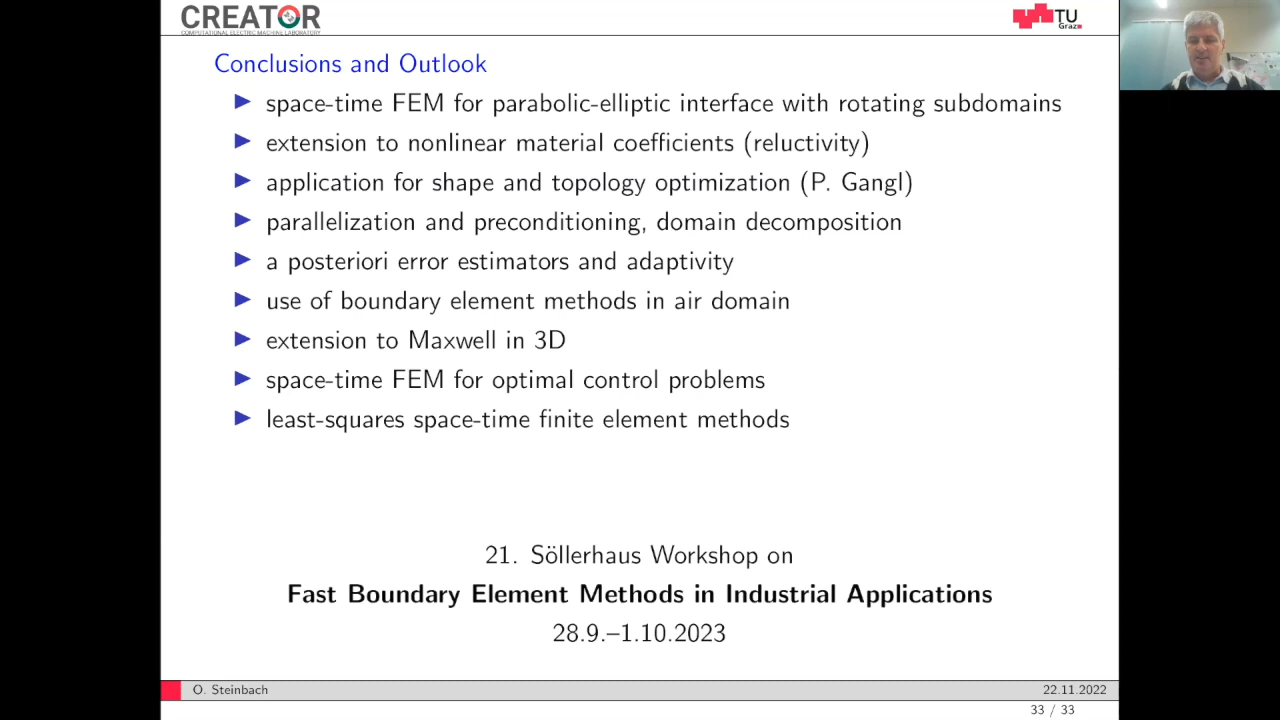 CREATOR
COMPUTATIONAL ELECTRIC MACHINE LABORATORY
TU
Graz
Conclusions and Outlook
space-time FEM for parabolic-elliptic interface with rotating subdomains
extension to nonlinear material coefficients (reluctivity)
application for shape and topology optimization (P. Gangl)
parallelization and preconditioning, domain decomposition
a posteriori error estimators and adaptivity
use of boundary element methods in air domain
extension to Maxwell in 3D
space-time FEM for optimal control problems
least-squares space-time finite element methods
21. Söllerhaus Workshop on
Fast Boundary Element Methods in Industrial Applications
28.9.–1.10.2023
O. Steinbach
22.11.2022
33 / 33